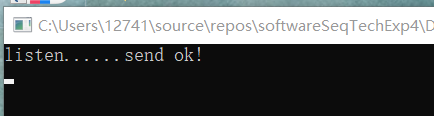 C:\Users\12741\source\repos\softwareSeqTechExp4\D
listen......send ok!